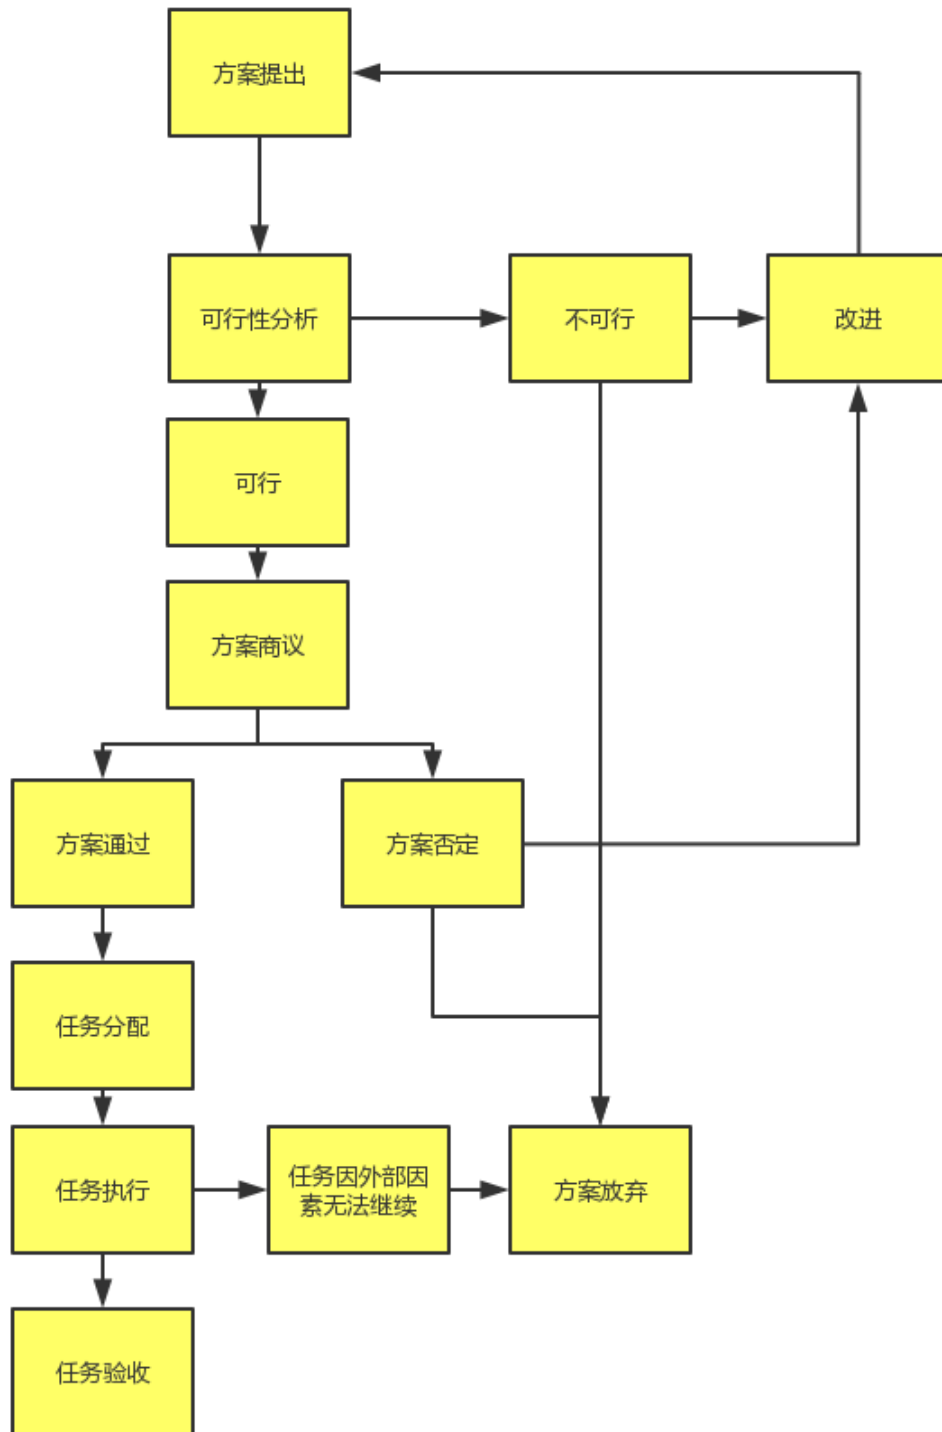 方案提出
可行性分析
不可行
改进
可行
方案商议
方案通过
方案否定
任务分配
任务执行
任务因外部因
素无法继续
方案放弃
任务验收